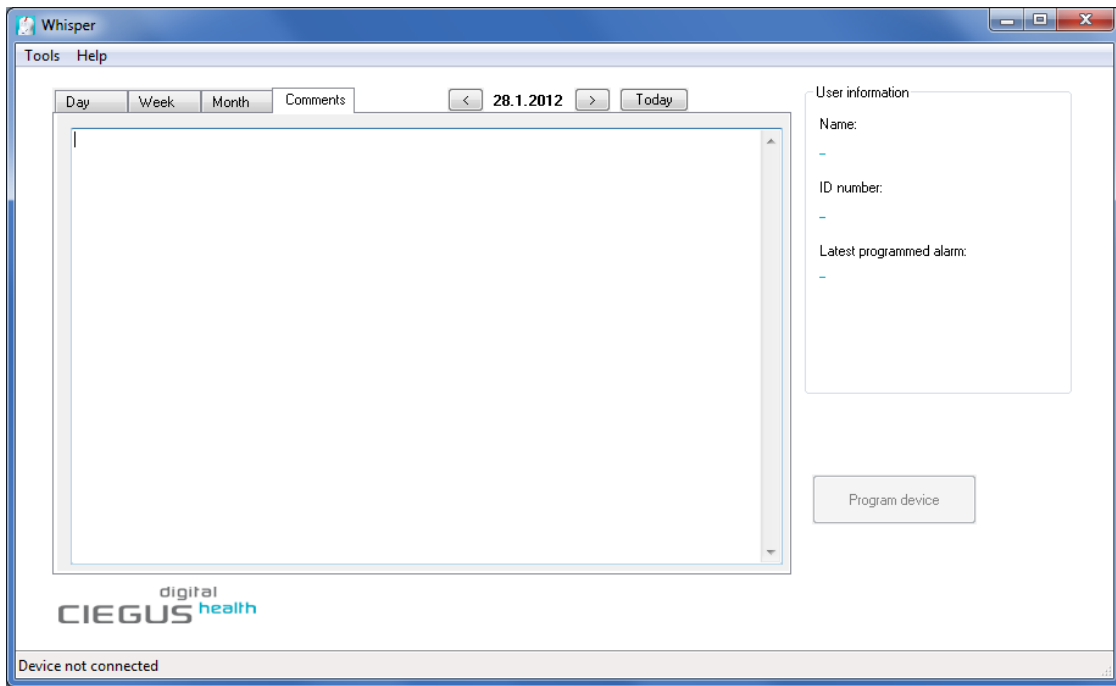 Whisper
Tools Help
Day Week Month Comments < 28.1.2012 > Today
User information
Name:
-
ID number:
-
Latest programmed alarm:
-
Program device
digital
CIEGUS health
Device not connected